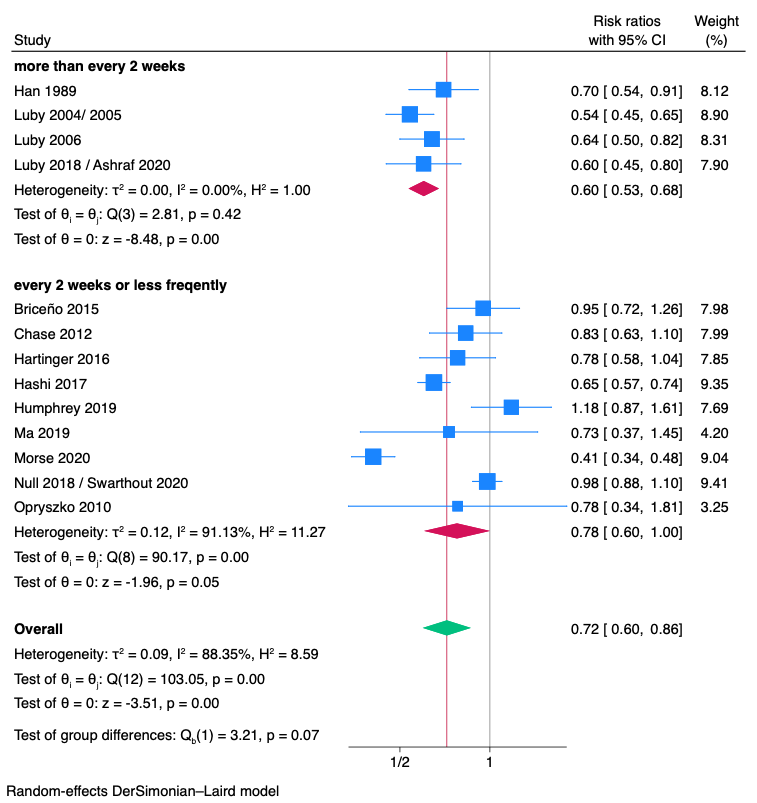 Risk ratios Weight
Study with 95% CI (%)
more than every 2 weeks
Han 1989 0.70 [ 0.54, 0.91] 8.12
Luby 2004/ 2005 0.54 [ 0.45, 0.65] 8.90
Luby 2006 0.64 [ 0.50, 0.82] 8.31
Luby 2018 / Ashraf 2020 0.60 [ 0.45, 0.80] 7.90
Heterogeneity: τ² = 0.00, I² = 0.00%, H² = 1.00 0.60 [ 0.53, 0.68]
Test of θᵢ = θⱼ: Q(3) = 2.81, p = 0.42
Test of θ = 0: z = -8.48, p = 0.00
every 2 weeks or less freqently
Briceño 2015 0.95 [ 0.72, 1.26] 7.98
Chase 2012 0.83 [ 0.63, 1.10] 7.99
Hartinger 2016 0.78 [ 0.58, 1.04] 7.85
Hashi 2017 0.65 [ 0.57, 0.74] 9.35
Humphrey 2019 1.18 [ 0.87, 1.61] 7.69
Ma 2019 0.73 [ 0.37, 1.45] 4.20
Morse 2020 0.41 [ 0.34, 0.48] 9.04
Null 2018 / Swarthout 2020 0.98 [ 0.88, 1.10] 9.41
Opryszko 2010 0.78 [ 0.34, 1.81] 3.25
Heterogeneity: τ² = 0.12, I² = 91.13%, H² = 11.27 0.78 [ 0.60, 1.00]
Test of θᵢ = θⱼ: Q(8) = 90.17, p = 0.00
Test of θ = 0: z = -1.96, p = 0.05
Overall 0.72 [ 0.60, 0.86]
Heterogeneity: τ² = 0.09, I² = 88.35%, H² = 8.59
Test of θᵢ = θⱼ: Q(12) = 103.05, p = 0.00
Test of θ = 0: z = -3.51, p = 0.00
Test of group differences: Q_b(1) = 3.21, p = 0.07
1/2 1
Random-effects DerSimonian–Laird model